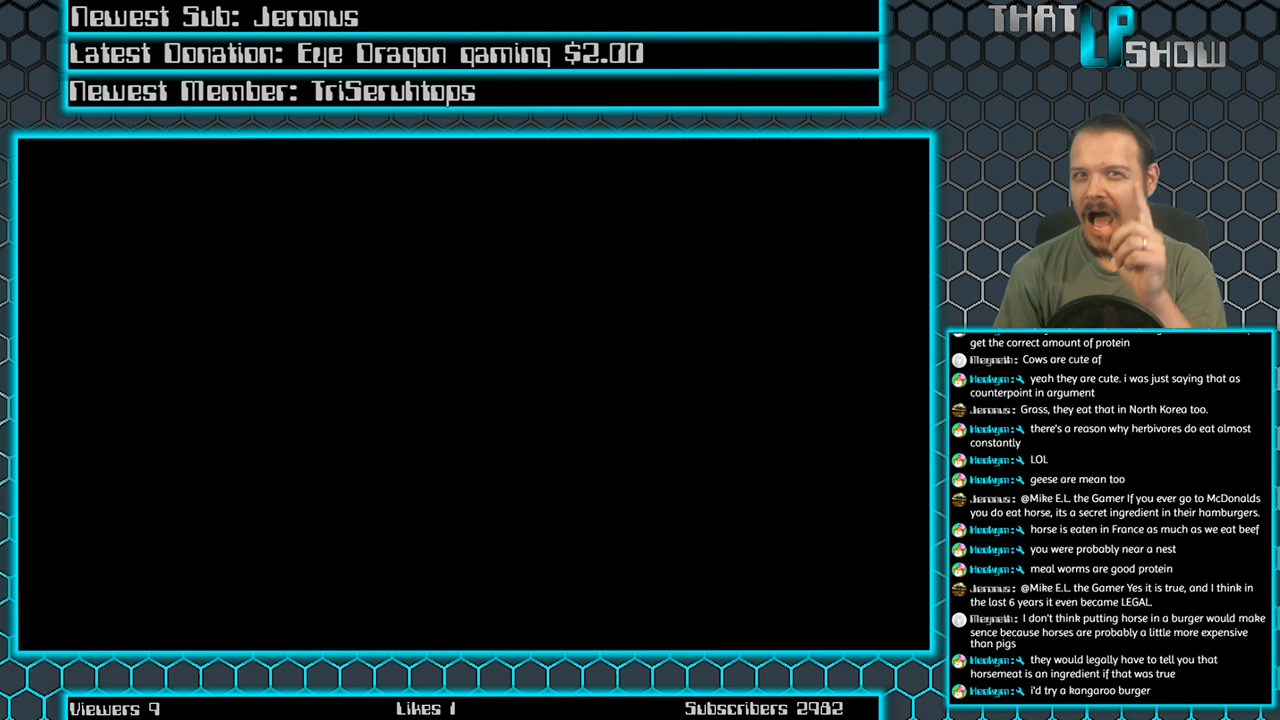 Newest Sub: Jeronus
Latest Donation: Eye Dragon gaming $2.00
Newest Member: TriSeruhtops
THAT LP SHOW
get the correct amount of protein
Meyneth: Cows are cute af
yeah they are cute. i was just saying that as
counterpoint in argument
Jeronus: Grass, they eat that in North Korea too.
there's a reason why herbivores do eat almost
constantly
LOL
geese are mean too
Jeronus: @Mike E.L. the Gamer If you ever go to McDonalds
you do eat horse, its a secret ingredient in their hamburgers.
horse is eaten in France as much as we eat beef
you were probably near a nest
meal worms are good protein
Jeronus: @Mike E.L. the Gamer Yes it is true, and I think in
the last 6 years it even became LEGAL.
Meyneth: I don't think putting horse in a burger would make
sence because horses are probably a little more expensive
than pigs
they would legally have to tell you that
horsemeat is an ingredient if that was true
i'd try a kangaroo burger
Viewers 9
Likes 1
Subscribers 2982